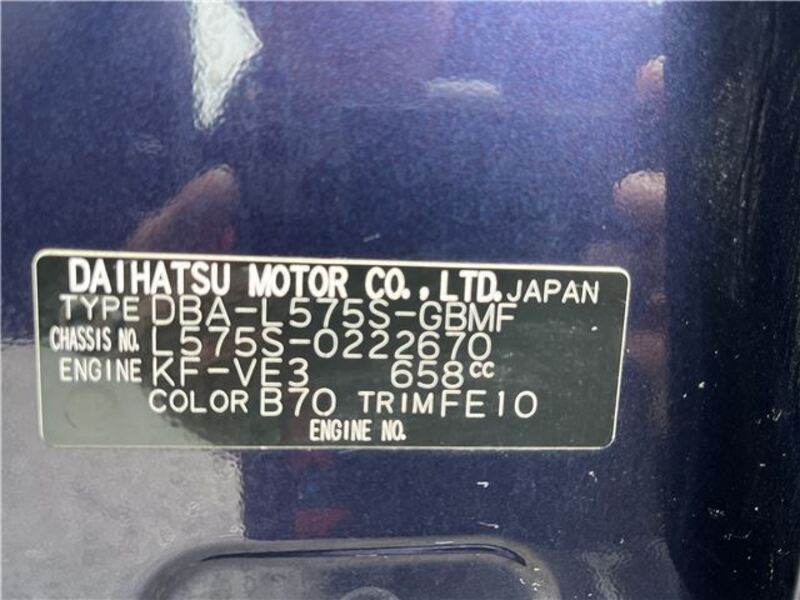 DAIHATSU MOTOR CO.,LTD. JAPAN
TYPE DBA-L575S-GBMF
CHASSIS NO. L575S-0222670
ENGINE KF-VE3 658cc
COLOR B70 TRIM FE10
ENGINE NO.